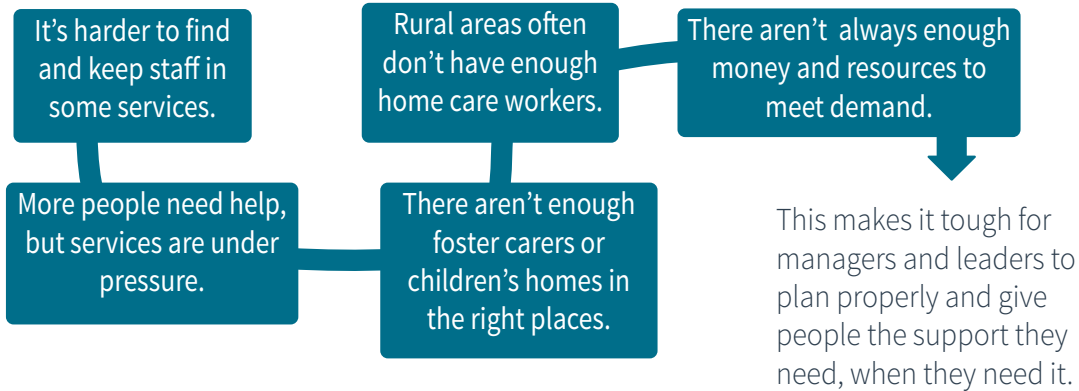 It’s harder to find
and keep staff in
some services.
More people need help,
but services are under
pressure.
There aren’t enough
foster carers or
children’s homes in
the right places.
Rural areas often
don’t have enough
home care workers.
There aren’t  always enough
money and resources to
meet demand.
This makes it tough for
managers and leaders to
plan properly and give
people the support they
need, when they need it.